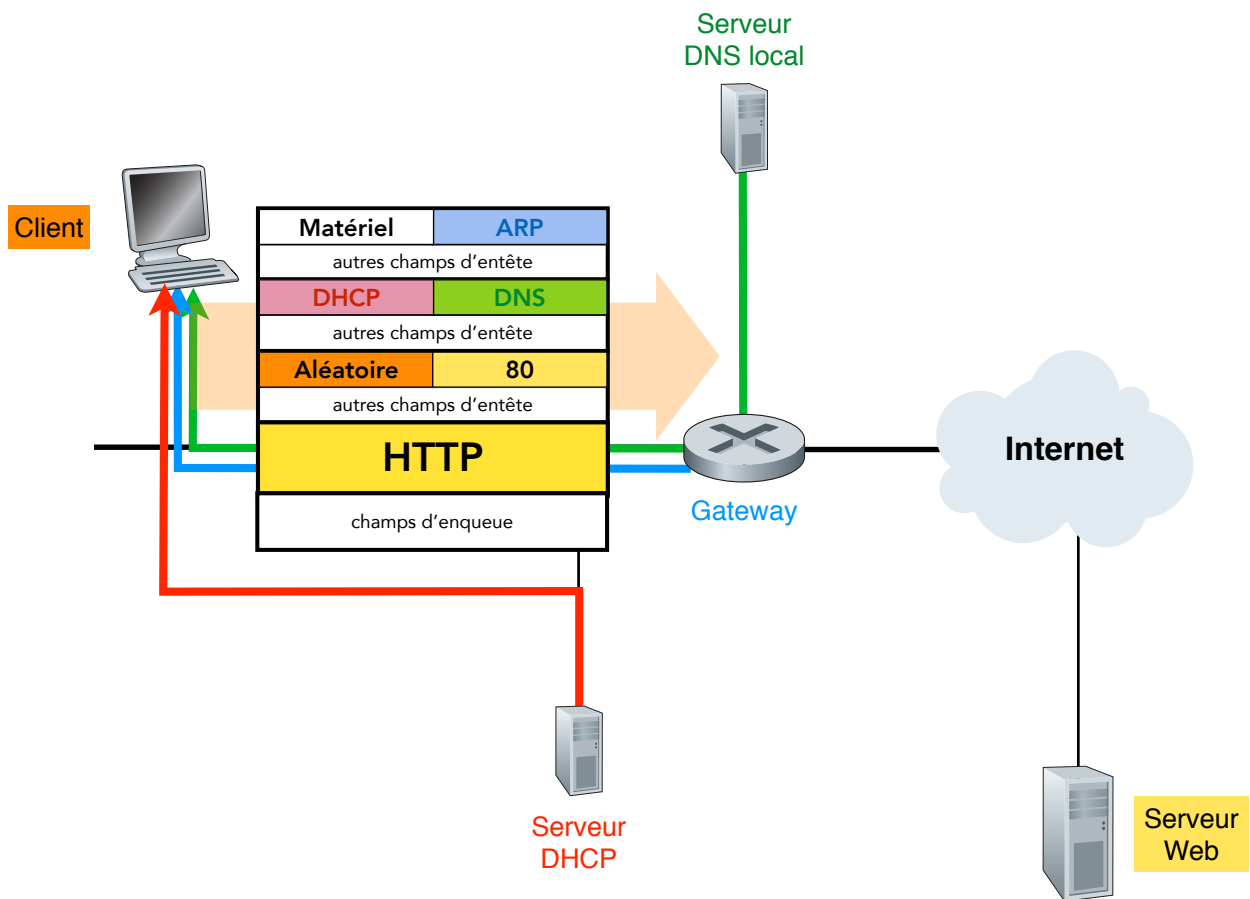 Serveur
DNS local
Client
Matériel ARP
autres champs d'entête
DHCP DNS
autres champs d'entête
Aléatoire 80
autres champs d'entête
HTTP
champs d'enqueue
Gateway
Internet
Serveur
DHCP
Serveur
Web